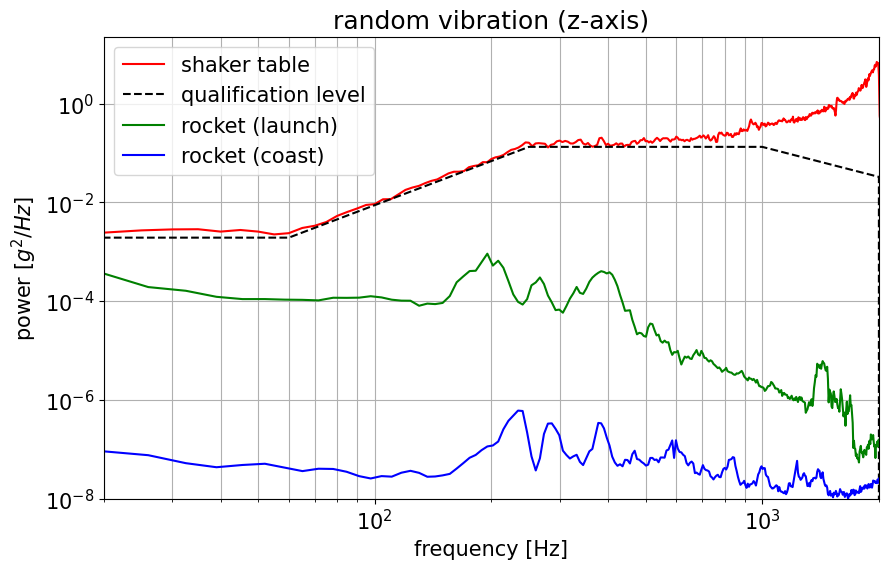 random vibration (z-axis)
shaker table
qualification level
rocket (launch)
rocket (coast)
10^0
10^-2
10^-4
10^-6
10^-8
power [g^2/Hz]
10^2
10^3
frequency [Hz]